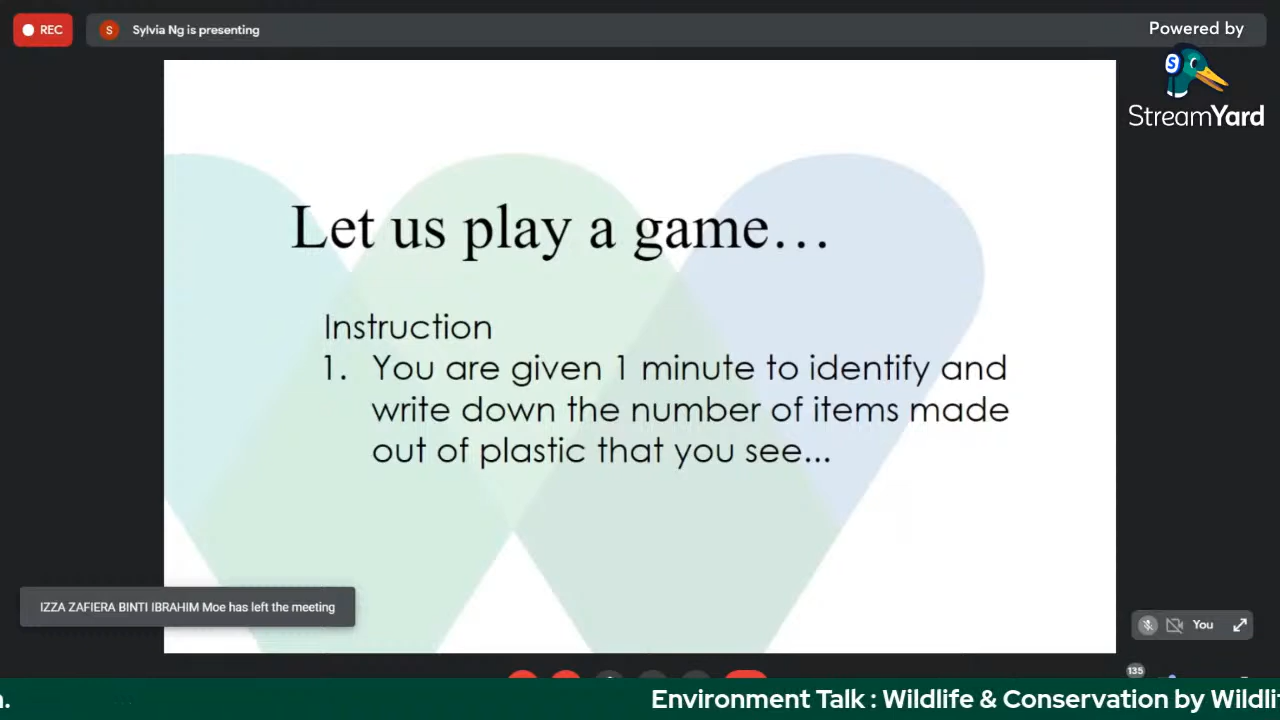 REC
S
Sylvia Ng is presenting
Powered by
S
StreamYard
Let us play a game…
Instruction
1. You are given 1 minute to identify and
write down the number of items made
out of plastic that you see...
IZZA ZAFIERA BINTI IBRAHIM Moe has left the meeting
You
135
Environment Talk : Wildlife & Conservation by